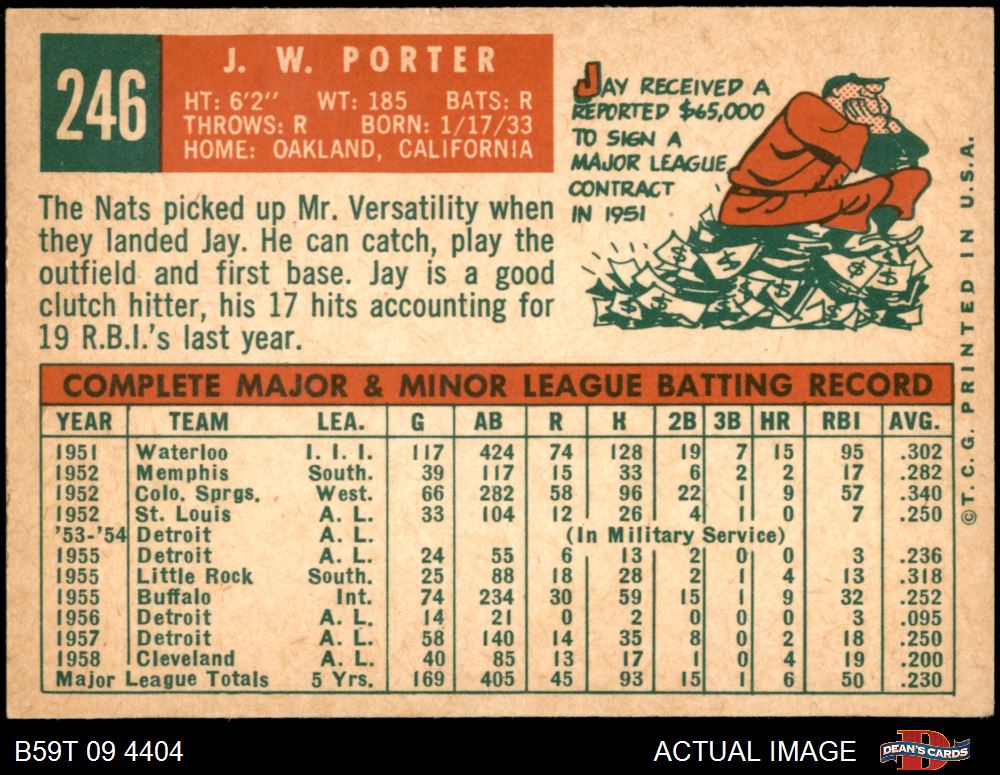 246
J. W. PORTER
HT: 6'2" WT: 185 BATS: R
THROWS: R BORN: 1/17/33
HOME: OAKLAND, CALIFORNIA
JAY RECEIVED A
REPORTED $65,000
TO SIGN A
MAJOR LEAGUE
CONTRACT
IN 1951
The Nats picked up Mr. Versatility when
they landed Jay. He can catch, play the
outfield and first base. Jay is a good
clutch hitter, his 17 hits accounting for
19 R.B.I.'s last year.
COMPLETE MAJOR & MINOR LEAGUE BATTING RECORD
YEAR TEAM LEA. G AB R H 2B 3B HR RBI AVG.
1951 Waterloo I. I. I. 117 424 74 128 19 7 15 95 .302
1952 Memphis South. 39 117 15 33 6 2 2 17 .282
1952 Colo. Sprgs. West. 66 282 58 96 22 1 9 57 .340
1952 St. Louis A. L. 33 104 12 26 4 1 0 7 .250
'53-'54 Detroit A. L. (In Military Service)
1955 Detroit A. L. 24 55 6 13 2 0 0 3 .236
1955 Little Rock South. 25 88 18 28 2 1 4 13 .318
1955 Buffalo Int. 74 234 30 59 15 1 9 32 .252
1956 Detroit A. L. 14 21 0 2 0 0 0 3 .095
1957 Detroit A. L. 58 140 14 35 8 0 2 18 .250
1958 Cleveland A. L. 40 85 13 17 1 0 4 19 .200
Major League Totals 5 Yrs. 169 405 45 93 15 1 6 50 .230
© T. C. G. PRINTED IN U.S.A.
B59T 09 4404
ACTUAL IMAGE
DEAN'S CARDS